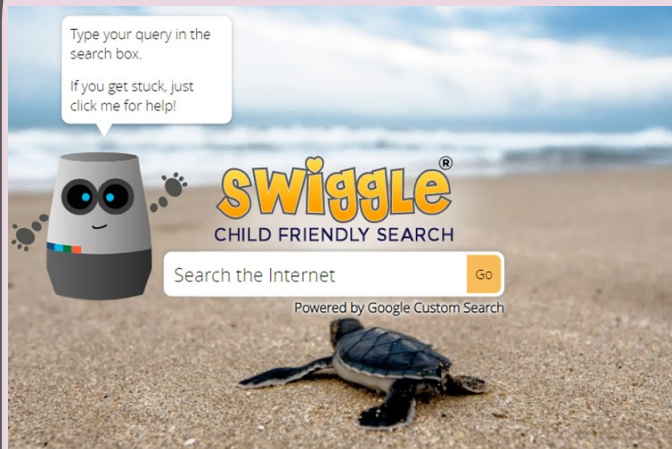 Type your query in the
search box.
If you get stuck, just
click me for help!
swiggle®
CHILD FRIENDLY SEARCH
Search the Internet
Go
Powered by Google Custom Search